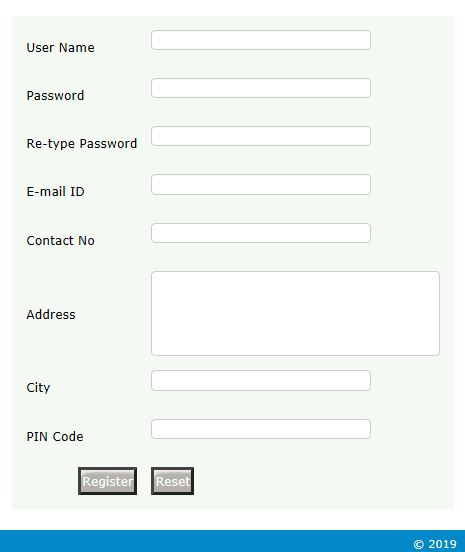 User Name
Password
Re-type Password
E-mail ID
Contact No
Address
City
PIN Code
Register Reset
© 2019